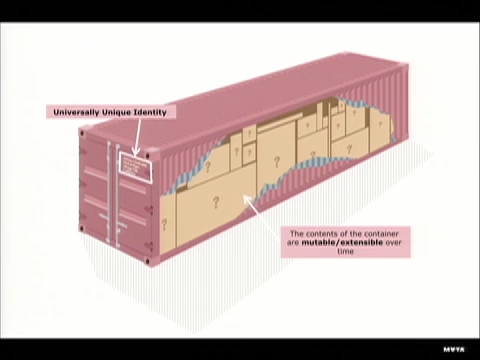 Universally Unique Identity
?
?
?
?
?
?
?
?
?
?
?
?
The contents of the container
are mutable/extensible over
time
MAYA